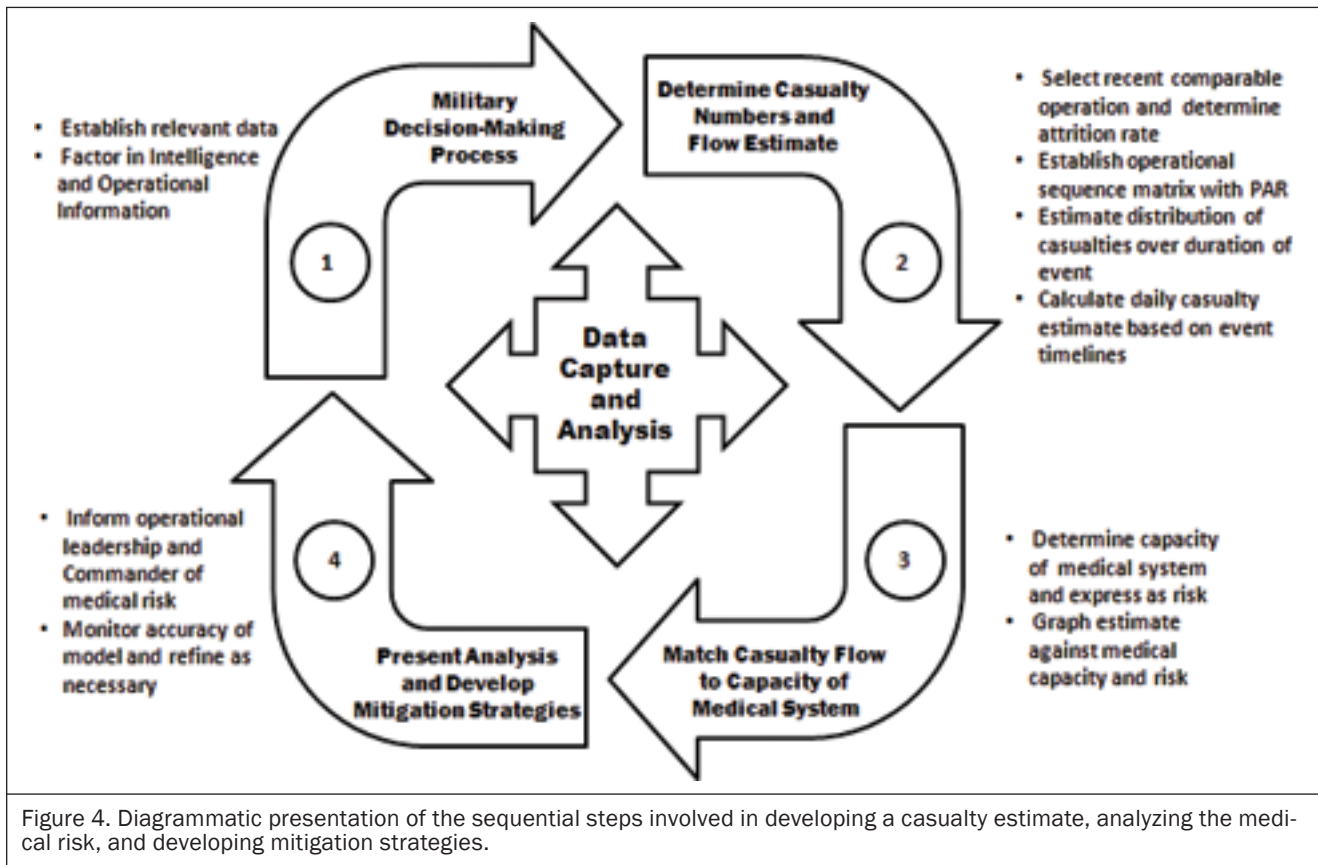 Military
Decision-Making
Process
• Establish relevant data
• Factor in Intelligence
and Operational
Information
1
Determine Casualty
Numbers and
Flow Estimate
• Select recent comparable
operation and determine
attrition rate
• Establish operational
sequence matrix with PAR
• Estimate distribution of
casualties over duration of
event
• Calculate daily casualty
estimate based on event
timelines
2
Data
Capture
and
Analysis
3
• Determine capacity
of medical system
and express as risk
• Graph estimate
against medical
capacity and risk
Match Casualty Flow
to Capacity of
Medical System
4
• Inform operational
leadership and
Commander of
medical risk
• Monitor accuracy of
model and refine as
necessary
Present Analysis
and Develop
Mitigation Strategies
Figure 4. Diagrammatic presentation of the sequential steps involved in developing a casualty estimate, analyzing the medi-
cal risk, and developing mitigation strategies.